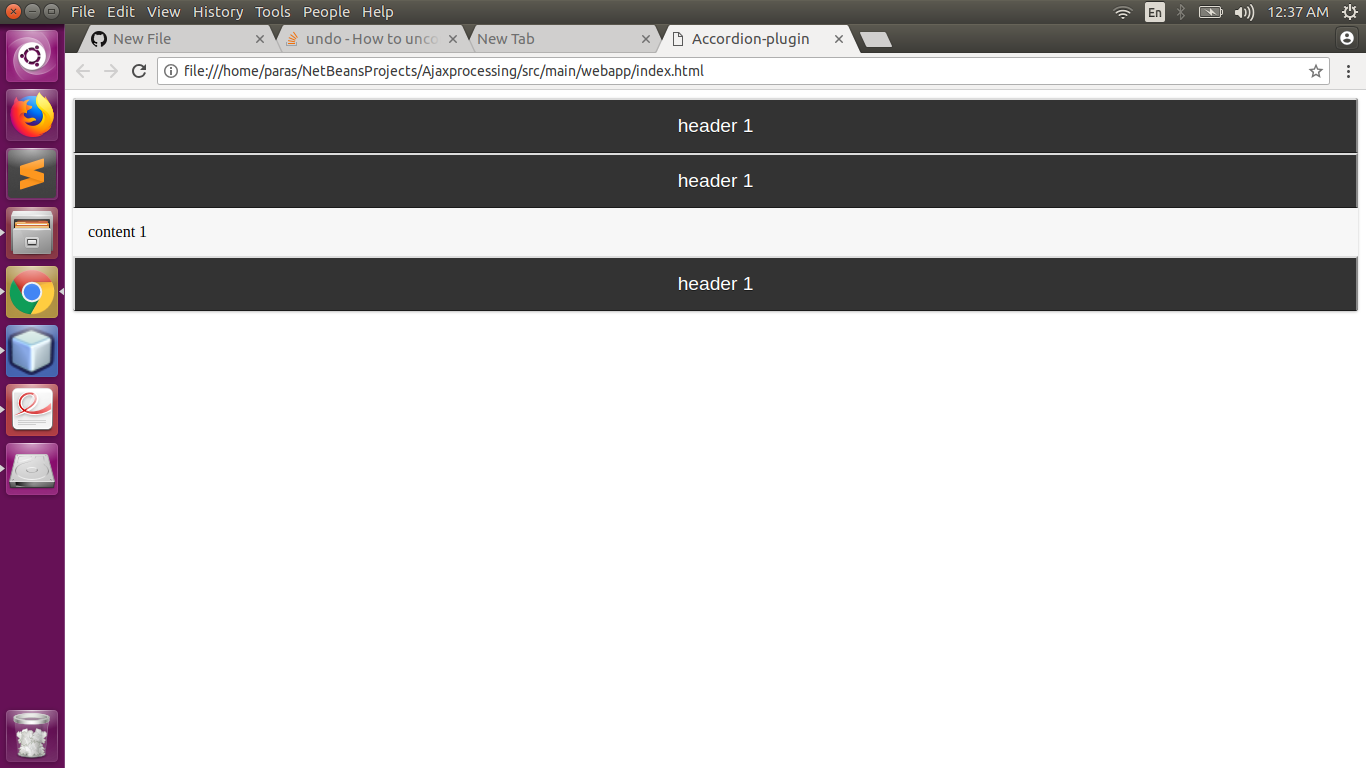 File Edit View History Tools People Help
En
12:37 AM
New File
undo - How to unco
New Tab
Accordion-plugin
file:///home/paras/NetBeansProjects/Ajaxprocessing/src/main/webapp/index.html
header 1
header 1
content 1
header 1